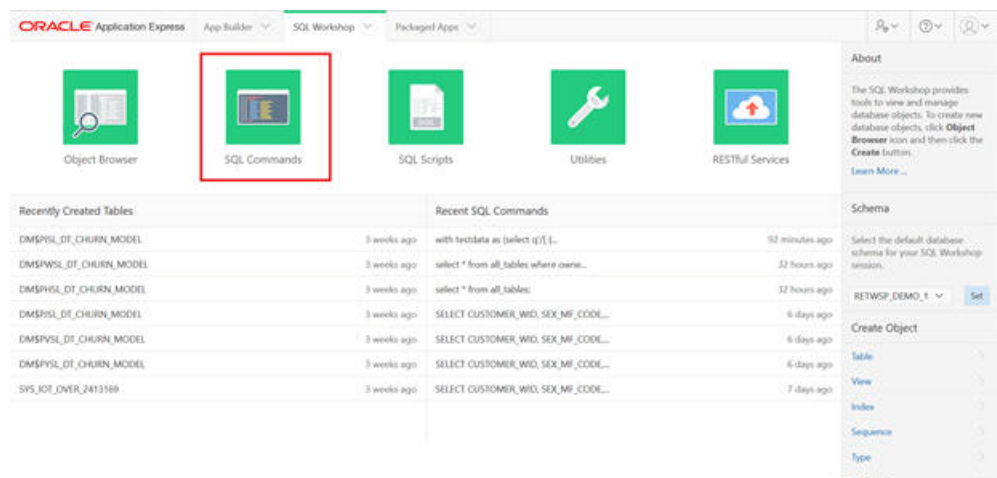 ORACLE Application Express App Builder SQL Workshop Packaged Apps
Object Browser
SQL Commands
SQL
SQL Scripts
Utilities
RESTful Services
Recently Created Tables
DM$PISL_DT_CHURN_MODEL 3 weeks ago
DM$PWSL_DT_CHURN_MODEL 3 weeks ago
DM$PHSL_DT_CHURN_MODEL 3 weeks ago
DM$PJSL_DT_CHURN_MODEL 3 weeks ago
DM$PVSL_DT_CHURN_MODEL 3 weeks ago
DM$PYSL_DT_CHURN_MODEL 3 weeks ago
SYS_IOT_OVER_2413169 3 weeks ago
Recent SQL Commands
with testdata as (select q'/[ {... 92 minutes ago
select * from all_tables where owne... 32 hours ago
select * from all_tables; 32 hours ago
SELECT CUSTOMER_WID, SEX_MF_CODE,... 6 days ago
SELECT CUSTOMER_WID, SEX_MF_CODE,... 6 days ago
SELECT CUSTOMER_WID, SEX_MF_CODE,... 6 days ago
SELECT CUSTOMER_WID, SEX_MF_CODE,... 7 days ago
About
The SQL Workshop provides
tools to view and manage
database objects. To create new
database objects, click Object
Browser icon and then click the
Create button.
Learn More ...
Schema
Select the default database
schema for your SQL Workshop
session.
RETWSP_DEMO_1 Set
Create Object
Table
View
Index
Sequence
Type